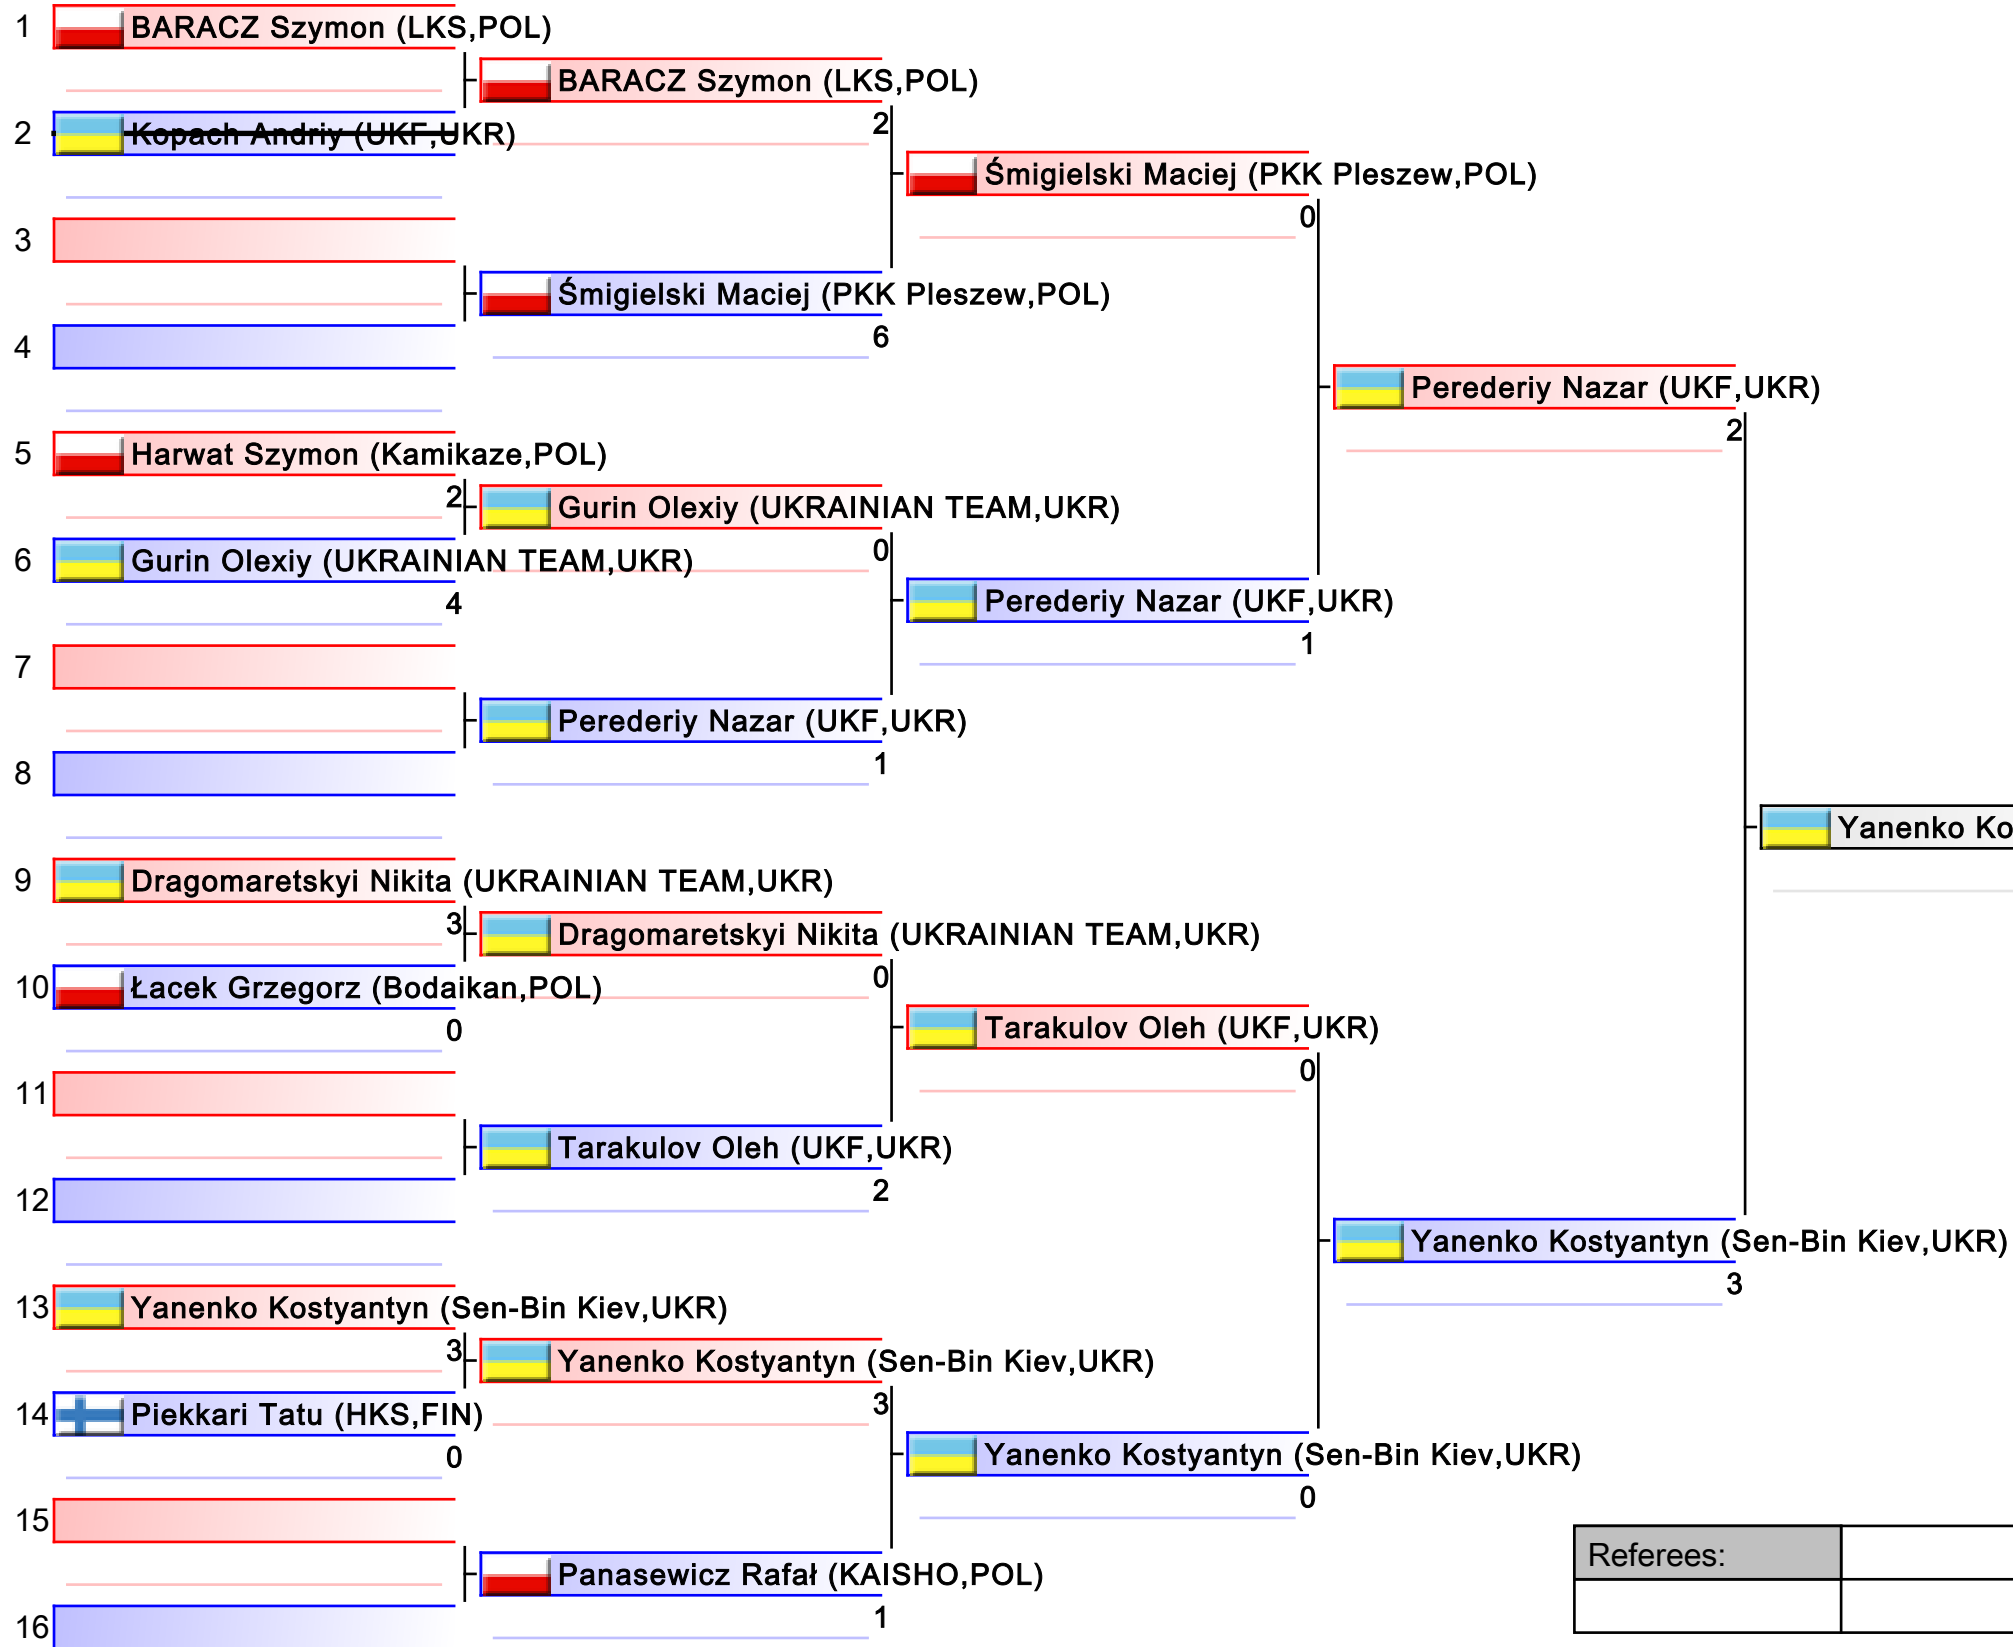 1 BARACZ Szymon (LKS,POL)
BARACZ Szymon (LKS,POL)
2
2 Kopach Andriy (UKF,UKR)
Śmigielski Maciej (PKK Pleszew,POL)
0
3
Śmigielski Maciej (PKK Pleszew,POL)
6
4
Perederiy Nazar (UKF,UKR)
2
5 Harwat Szymon (Kamikaze,POL)
2
Gurin Olexiy (UKRAINIAN TEAM,UKR)
0
6 Gurin Olexiy (UKRAINIAN TEAM,UKR)
4
Perederiy Nazar (UKF,UKR)
1
7
Perederiy Nazar (UKF,UKR)
1
8
Yanenko Ko
9 Dragomaretskyi Nikita (UKRAINIAN TEAM,UKR)
3
Dragomaretskyi Nikita (UKRAINIAN TEAM,UKR)
0
10 Łacek Grzegorz (Bodaikan,POL)
0
Tarakulov Oleh (UKF,UKR)
0
11
Tarakulov Oleh (UKF,UKR)
2
12
Yanenko Kostyantyn (Sen-Bin Kiev,UKR)
3
13 Yanenko Kostyantyn (Sen-Bin Kiev,UKR)
3
Yanenko Kostyantyn (Sen-Bin Kiev,UKR)
3
14 Piekkari Tatu (HKS,FIN)
0
Yanenko Kostyantyn (Sen-Bin Kiev,UKR)
0
15
Referees:
Panasewicz Rafał (KAISHO,POL)
1
16